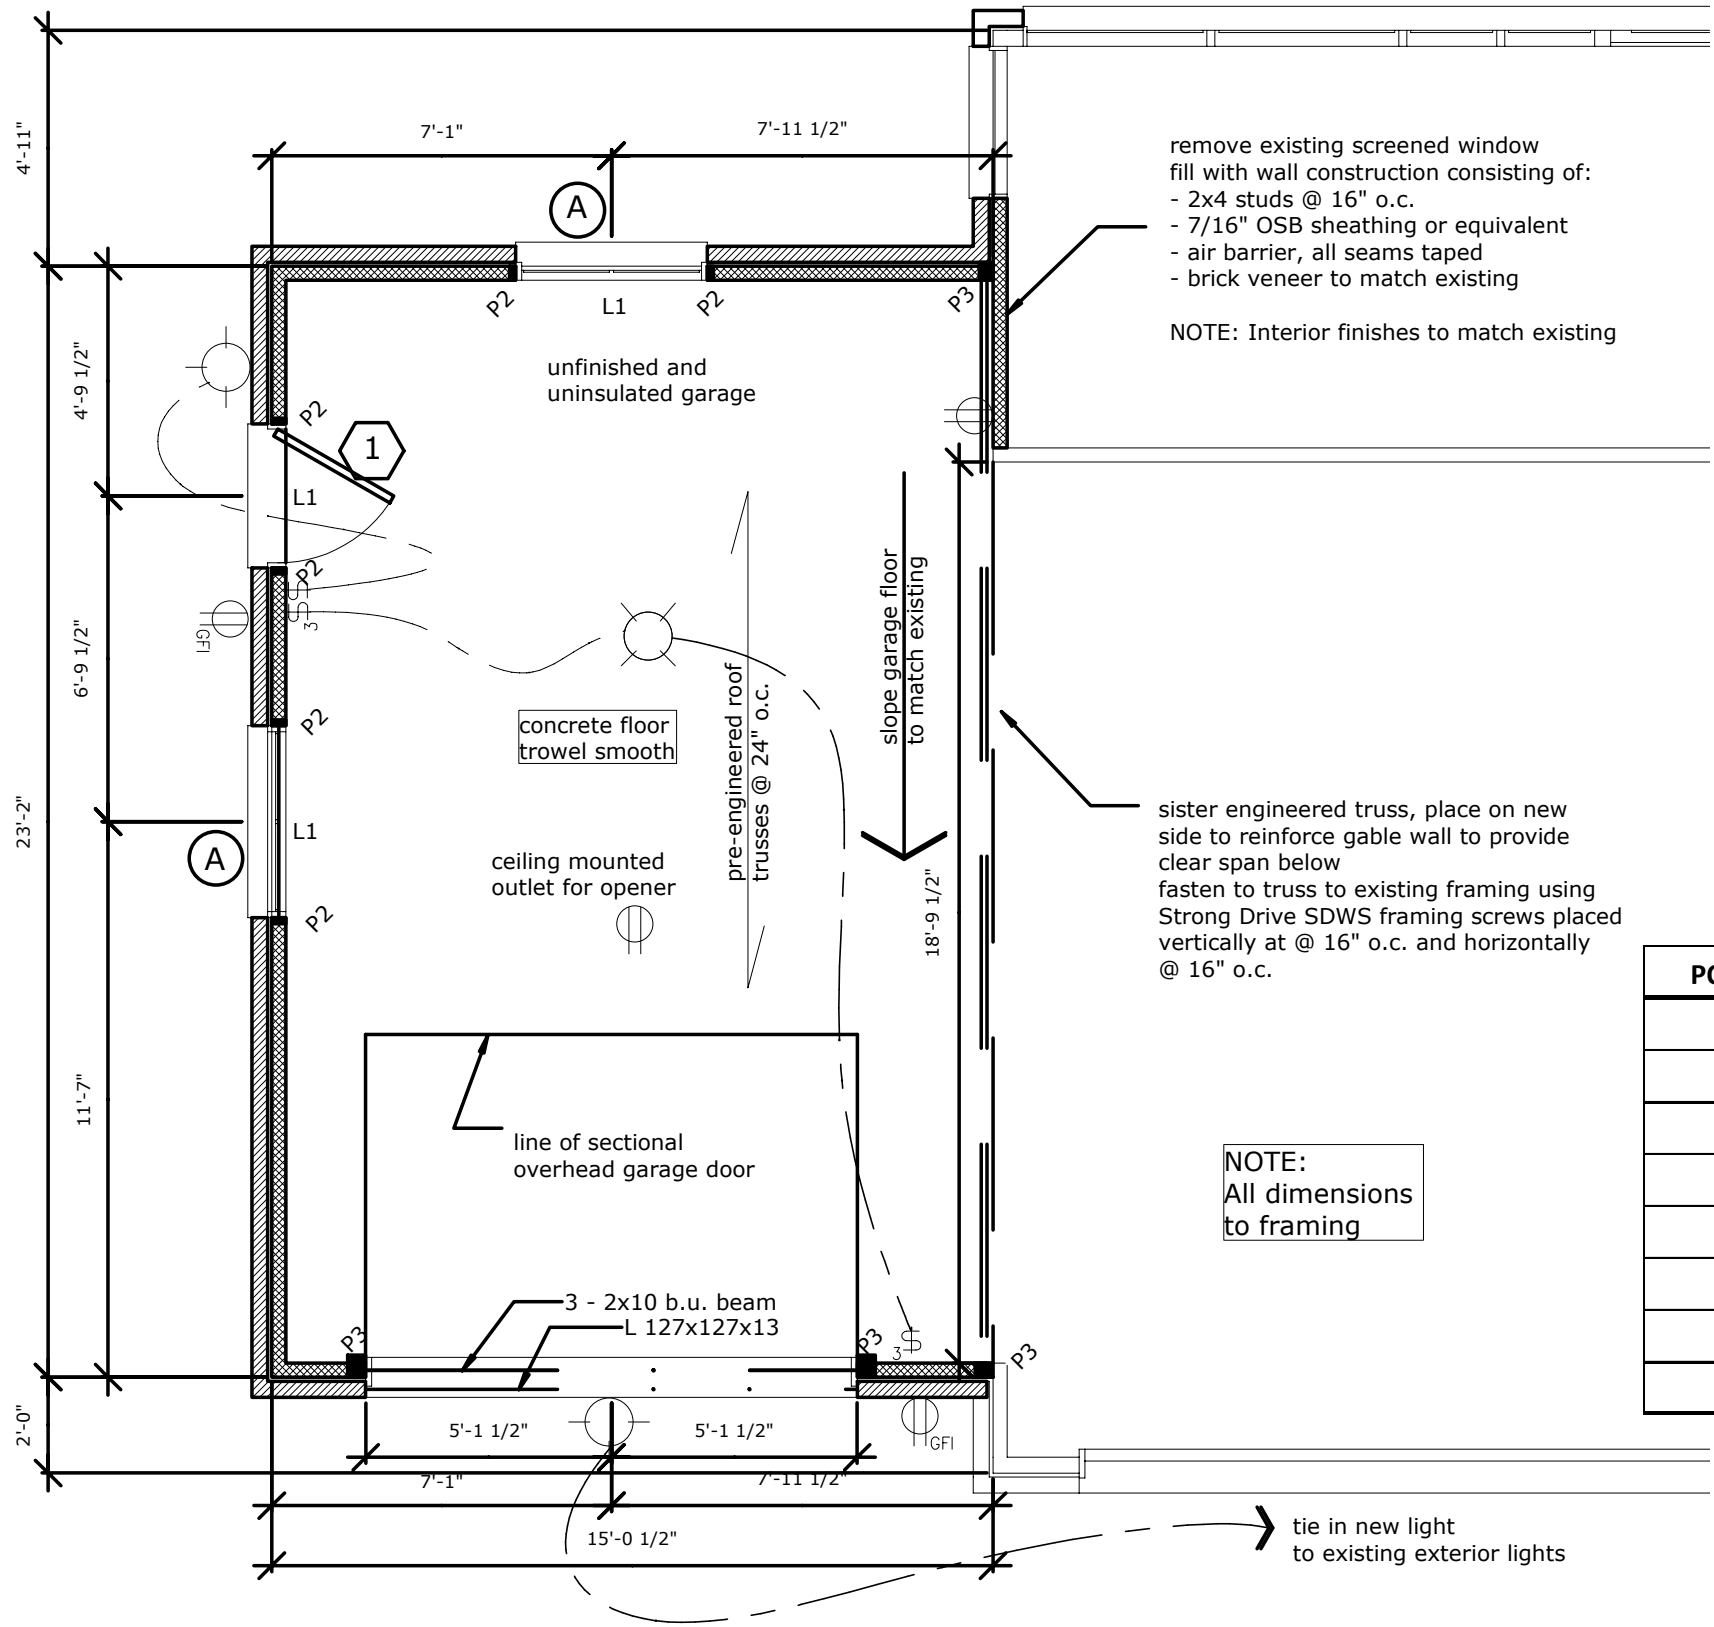 7'-1"
7'-11 1/2"
4'-11"
A
remove existing screened window
fill with wall construction consisting of:
- 2x4 studs @ 16" o.c.
- 7/16" OSB sheathing or equivalent
- air barrier, all seams taped
- brick veneer to match existing
NOTE: Interior finishes to match existing
P2
L1
P2
P3
unfinished and
uninsulated garage
4'-9 1/2"
P2
1
L1
P2
$
$
3
GFI
6'-9 1/2"
slope garage floor
to match existing
pre-engineered roof
trusses @ 24" o.c.
concrete floor
trowel smooth
P2
L1
A
P2
23'-2"
ceiling mounted
outlet for opener
18'-9 1/2"
sister engineered truss, place on new
side to reinforce gable wall to provide
clear span below
fasten to truss to existing framing using
Strong Drive SDWS framing screws placed
vertically at @ 16" o.c. and horizontally
@ 16" o.c.
11'-7"
line of sectional
overhead garage door
NOTE:
All dimensions
to framing
3 - 2x10 b.u. beam
L 127x127x13
P3
P3
3
$
P3
2'-0"
5'-1 1/2"
5'-1 1/2"
GFI
7'-1"
7'-11 1/2"
15'-0 1/2"
tie in new light
to existing exterior lights